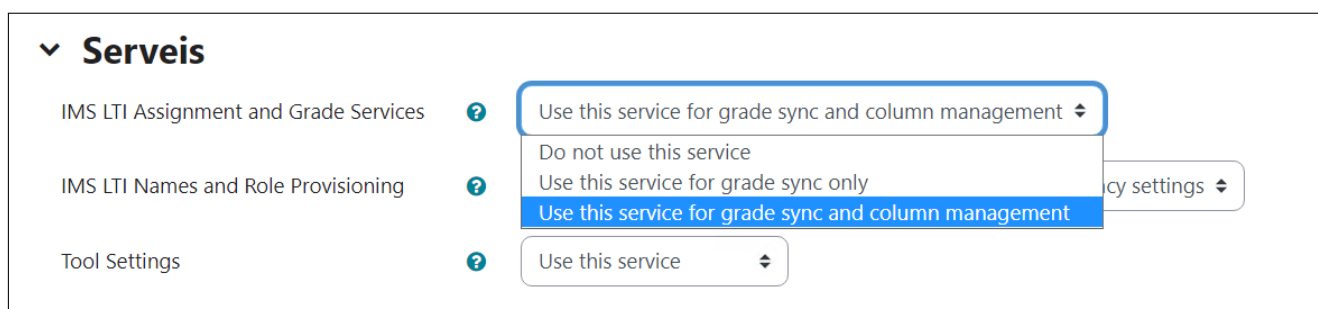 Serveis
IMS LTI Assignment and Grade Services
Use this service for grade sync and column management
Do not use this service
Use this service for grade sync only
Use this service for grade sync and column management
IMS LTI Names and Role Provisioning
settings
Tool Settings
Use this service